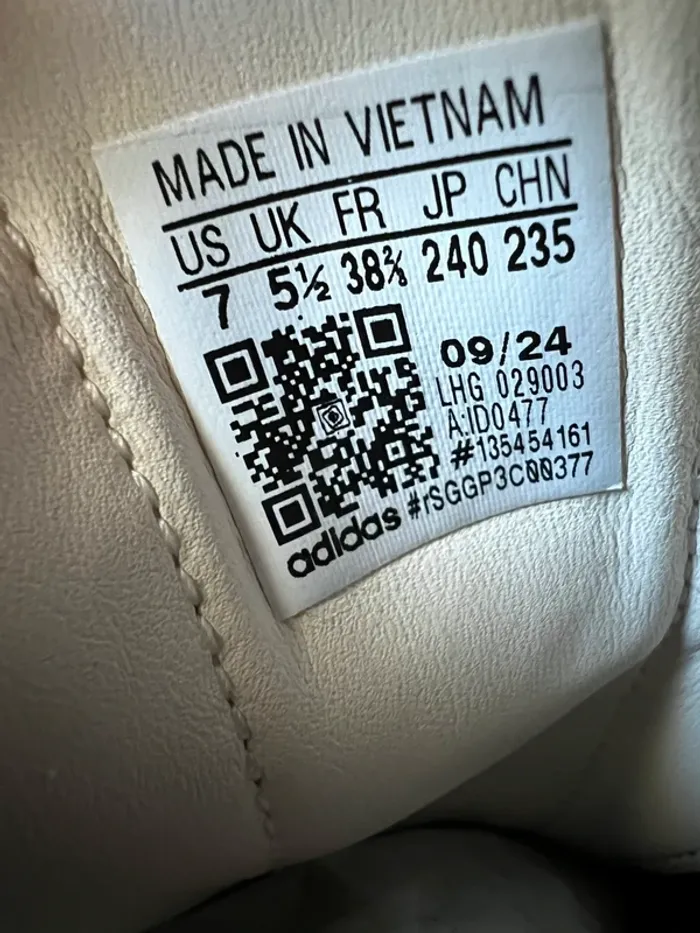 MADE IN VIETNAM
US UK FR JP CHN
7 5½ 38⅔ 240 235
09/24
LHG 029003
A:ID0477
#135454161
#rSGGP3C00377
adidas